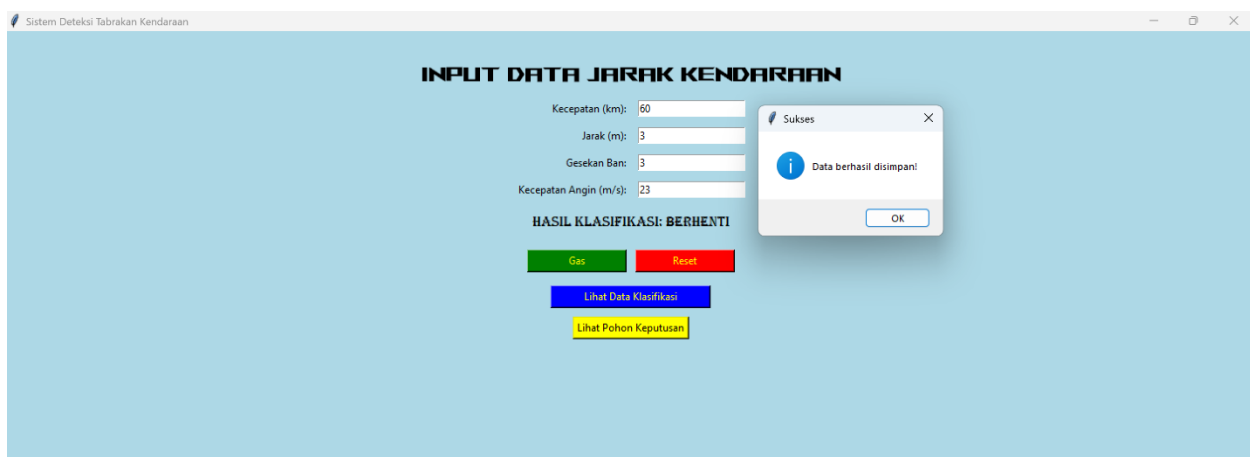 Sistem Deteksi Tabrakan Kendaraan
INPUT DATA JARAK KENDARAAN
Kecepatan (km): 60
Jarak (m): 3
Gesekan Ban: 3
Kecepatan Angin (m/s): 23
HASIL KLASIFIKASI: BERHENTI
Gas Reset
Lihat Data Klasifikasi
Lihat Pohon Keputusan
Sukses
Data berhasil disimpan!
OK